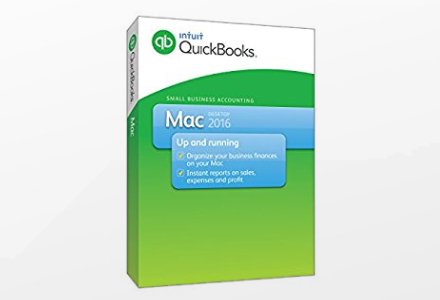 qb
intuit
QuickBooks®
SMALL BUSINESS ACCOUNTING
Mac DESKTOP 2016
Up and running
Organize your business finances
on your Mac
Instant reports on sales,
expenses and profit.
QuickBooks
Mac